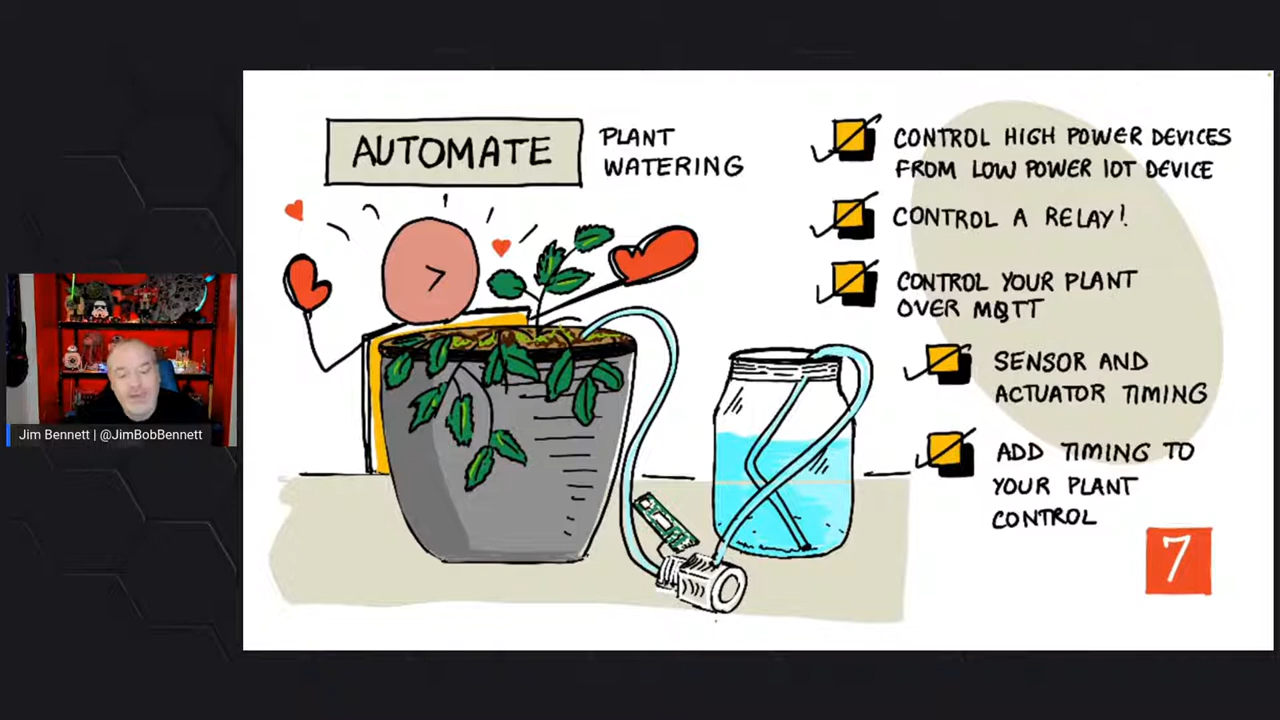 AUTOMATE
PLANT
WATERING
CONTROL HIGH POWER DEVICES
FROM LOW POWER IOT DEVICE
CONTROL A RELAY!
CONTROL YOUR PLANT
OVER MQTT
SENSOR AND
ACTUATOR TIMING
ADD TIMING TO
YOUR PLANT
CONTROL
7
Jim Bennett | @JimBobBennett